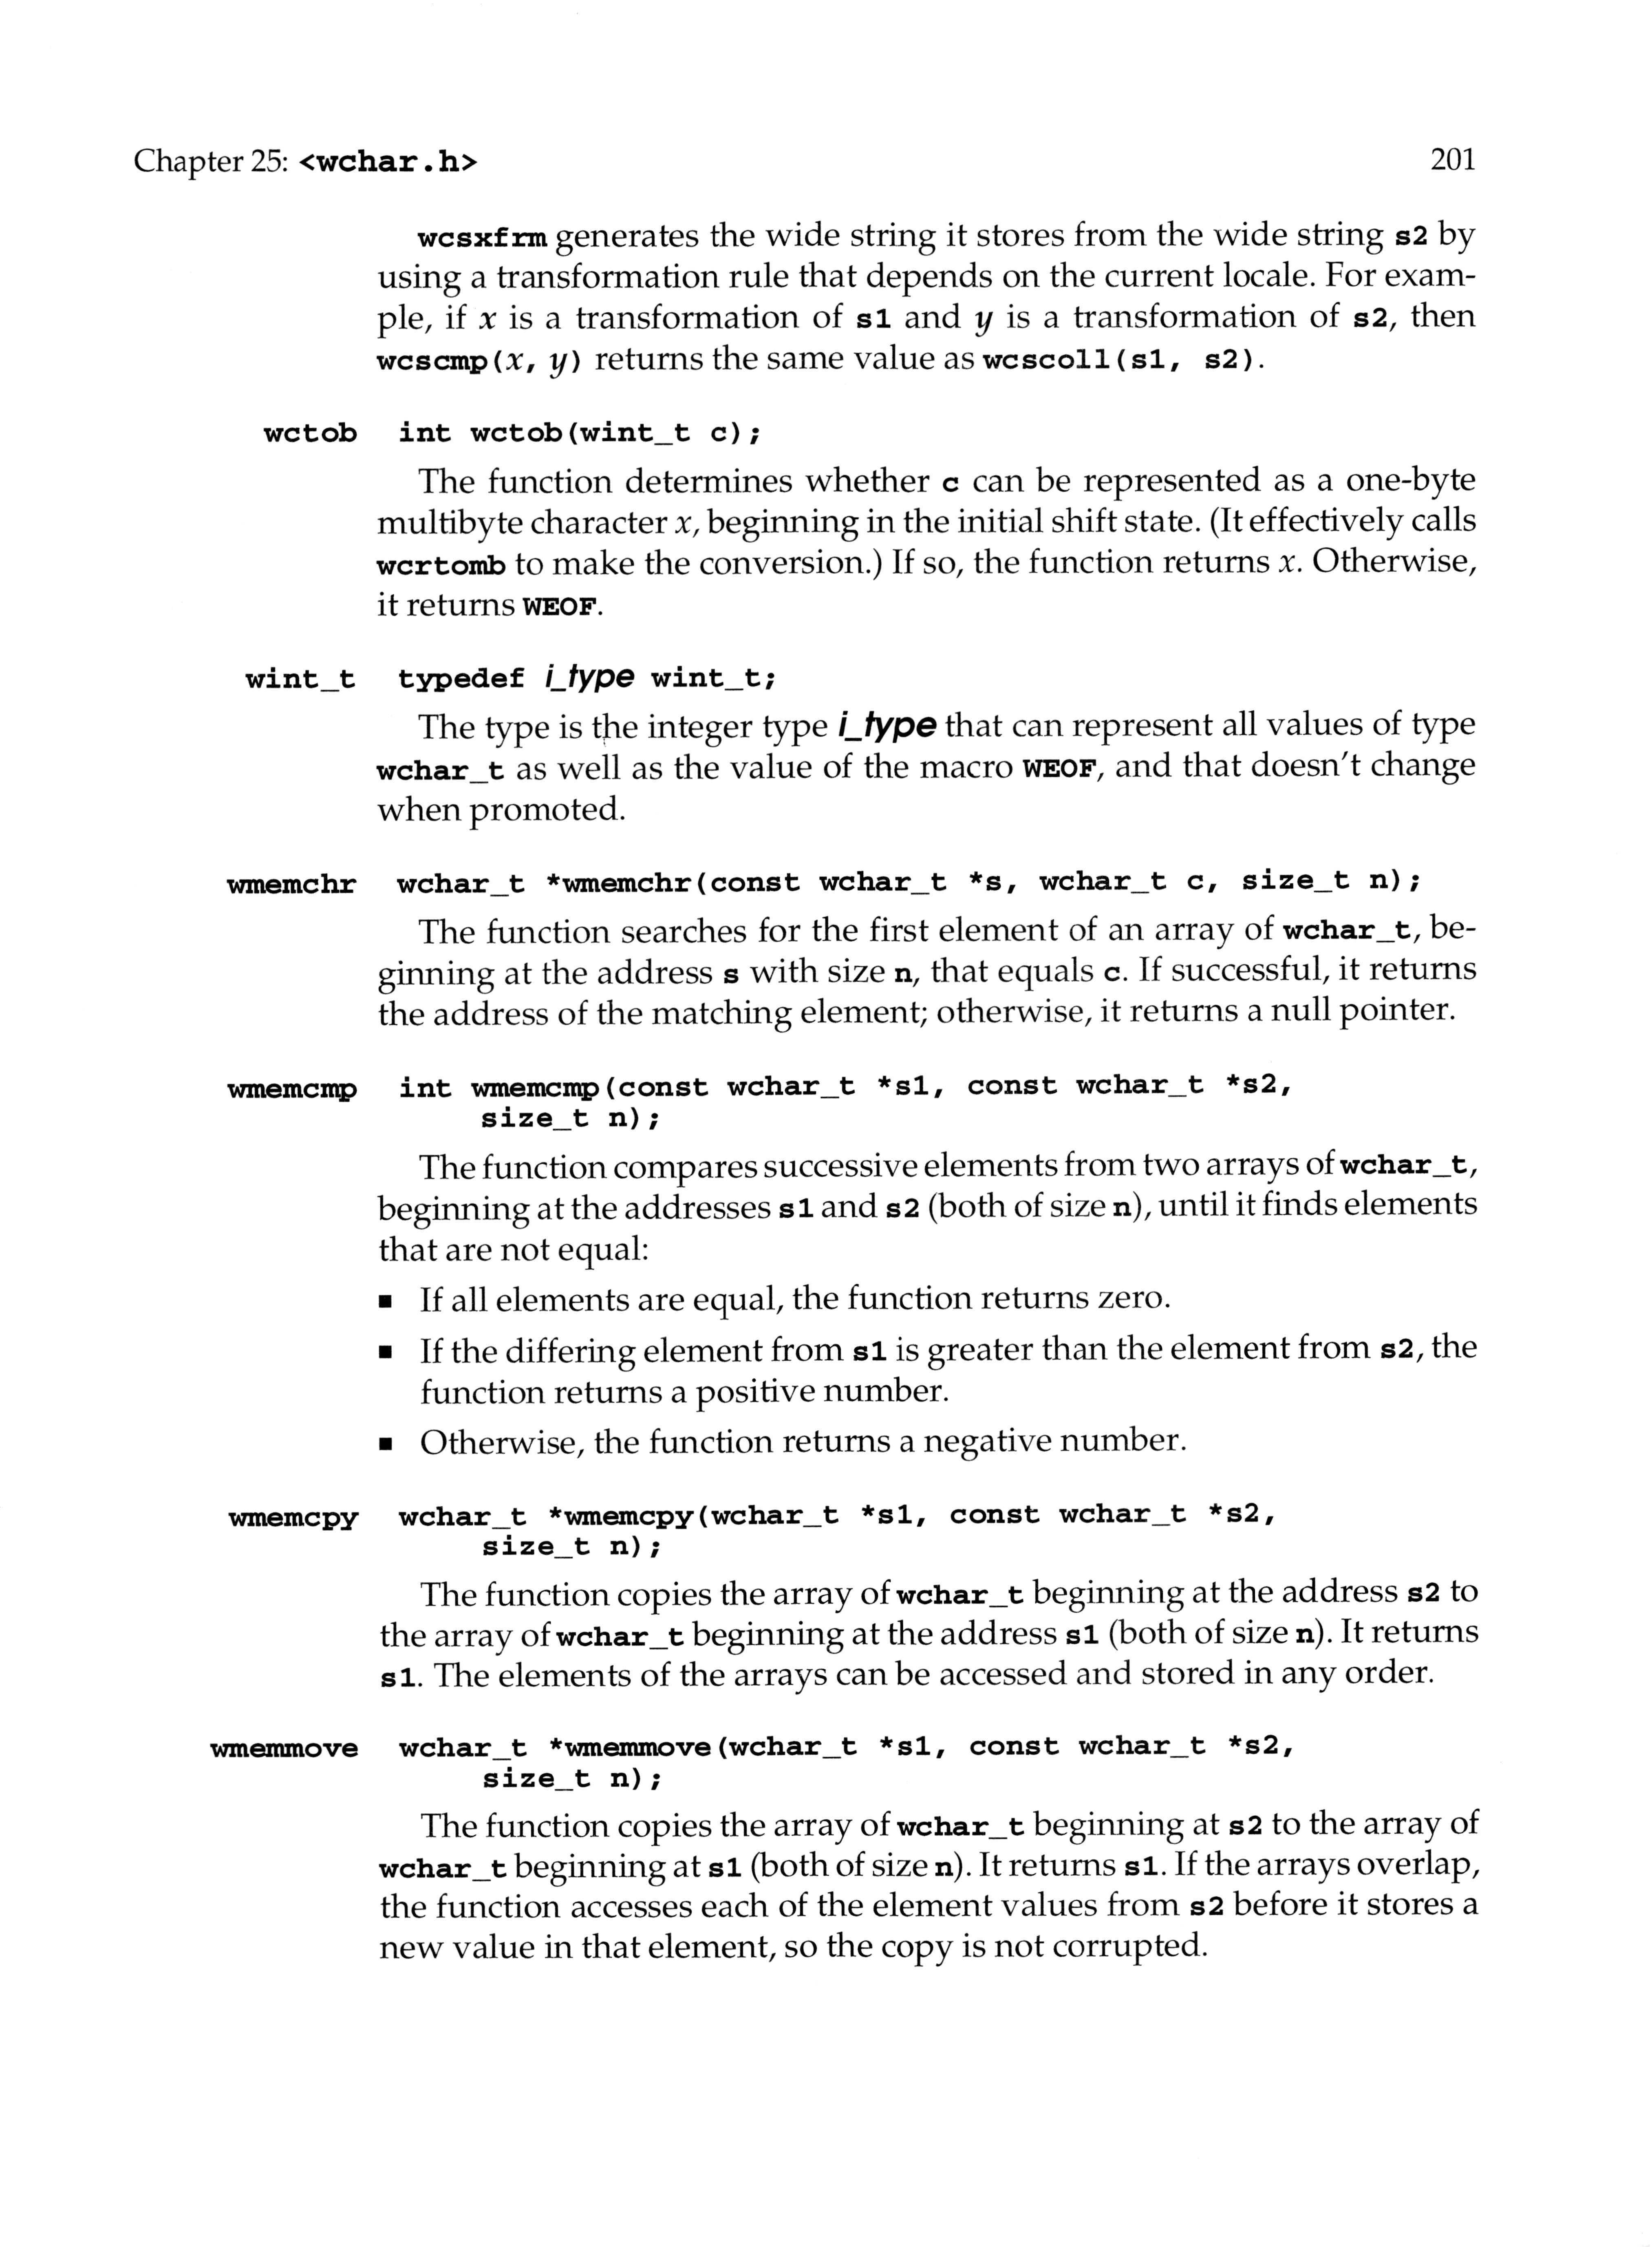 Chapter 25: <wchar.h> 201
wcsxfrm generates the wide string it stores from the wide string s2 by
using a transformation rule that depends on the current locale. For exam-
ple, if x is a transformation of s1 and y is a transformation of s2, then
wcscmp(x, y) returns the same value as wcscoll(s1, s2).
wctob int wctob(wint_t c);
The function determines whether c can be represented as a one-byte
multibyte character x, beginning in the initial shift state. (It effectively calls
wcrtomb to make the conversion.) If so, the function returns x. Otherwise,
it returns WEOF.
wint_t typedef i_type wint_t;
The type is the integer type i_type that can represent all values of type
wchar_t as well as the value of the macro WEOF, and that doesn't change
when promoted.
wmemchr wchar_t *wmemchr(const wchar_t *s, wchar_t c, size_t n);
The function searches for the first element of an array of wchar_t, be-
ginning at the address s with size n, that equals c. If successful, it returns
the address of the matching element; otherwise, it returns a null pointer.
wmemcmp int wmemcmp(const wchar_t *s1, const wchar_t *s2,
size_t n);
The function compares successive elements from two arrays of wchar_t,
beginning at the addresses s1 and s2 (both of size n), until it finds elements
that are not equal:
▪ If all elements are equal, the function returns zero.
▪ If the differing element from s1 is greater than the element from s2, the
function returns a positive number.
▪ Otherwise, the function returns a negative number.
wmemcpy wchar_t *wmemcpy(wchar_t *s1, const wchar_t *s2,
size_t n);
The function copies the array of wchar_t beginning at the address s2 to
the array of wchar_t beginning at the address s1 (both of size n). It returns
s1. The elements of the arrays can be accessed and stored in any order.
wmemmove wchar_t *wmemmove(wchar_t *s1, const wchar_t *s2,
size_t n);
The function copies the array of wchar_t beginning at s2 to the array of
wchar_t beginning at s1 (both of size n). It returns s1. If the arrays overlap,
the function accesses each of the element values from s2 before it stores a
new value in that element, so the copy is not corrupted.